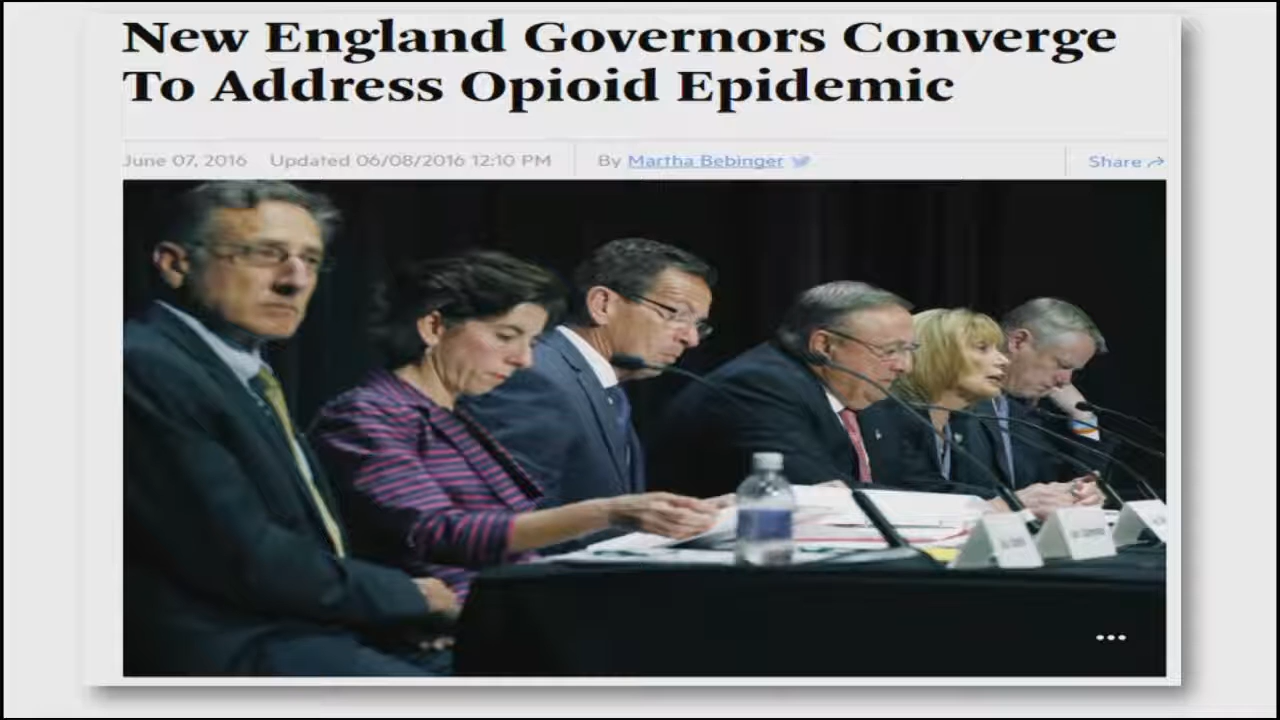 New England Governors Converge
To Address Opioid Epidemic
June 07, 2016 Updated 06/08/2016 12:10 PM By Martha Bebinger Share